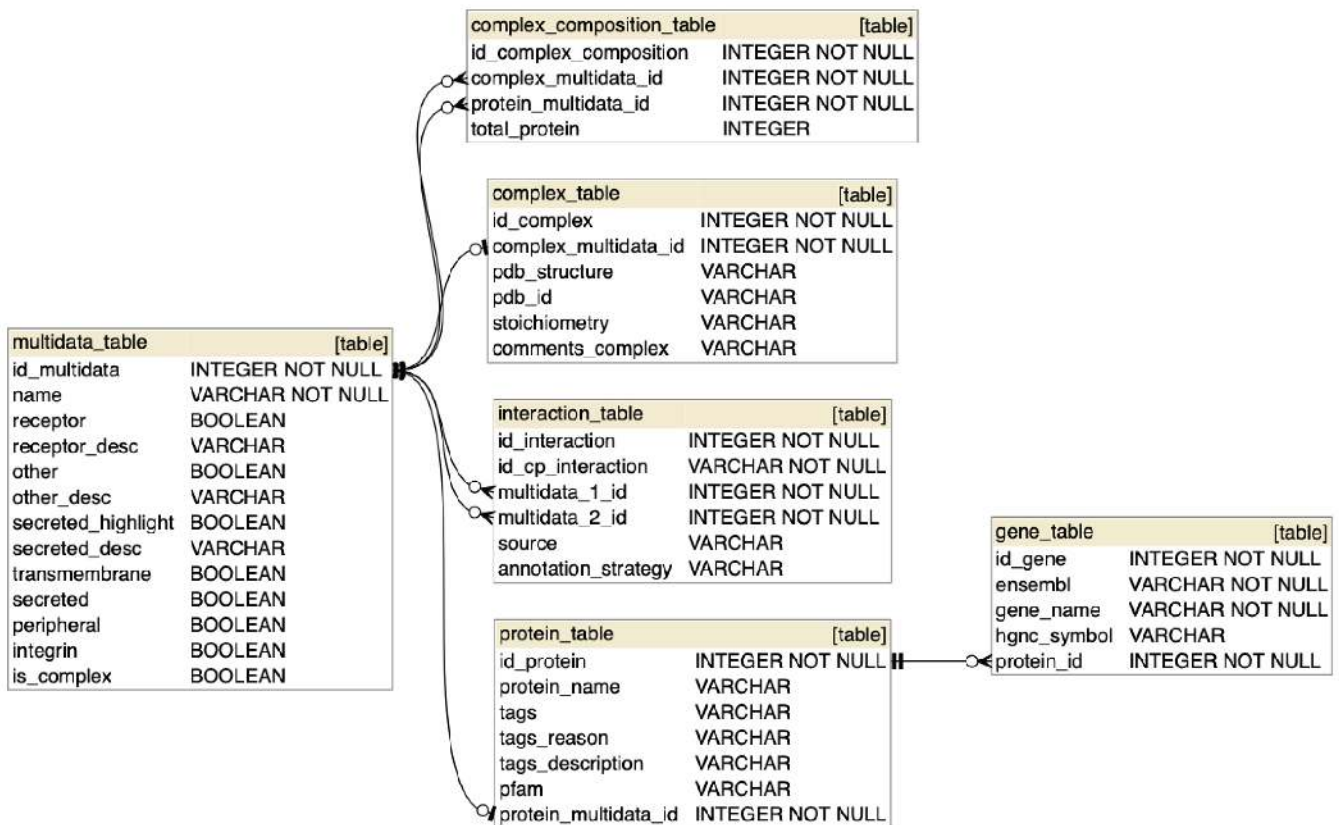 complex_composition_table [table]
id_complex_composition INTEGER NOT NULL
complex_multidata_id INTEGER NOT NULL
protein_multidata_id INTEGER NOT NULL
total_protein INTEGER
complex_table [table]
id_complex INTEGER NOT NULL
complex_multidata_id INTEGER NOT NULL
pdb_structure VARCHAR
pdb_id VARCHAR
stoichiometry VARCHAR
comments_complex VARCHAR
multidata_table [table]
id_multidata INTEGER NOT NULL
name VARCHAR NOT NULL
receptor BOOLEAN
receptor_desc VARCHAR
other BOOLEAN
other_desc VARCHAR
secreted_highlight BOOLEAN
secreted_desc VARCHAR
transmembrane BOOLEAN
secreted BOOLEAN
peripheral BOOLEAN
integrin BOOLEAN
is_complex BOOLEAN
interaction_table [table]
id_interaction INTEGER NOT NULL
id_cp_interaction VARCHAR NOT NULL
multidata_1_id INTEGER NOT NULL
multidata_2_id INTEGER NOT NULL
source VARCHAR
annotation_strategy VARCHAR
protein_table [table]
id_protein INTEGER NOT NULL
protein_name VARCHAR
tags VARCHAR
tags_reason VARCHAR
tags_description VARCHAR
pfam VARCHAR
protein_multidata_id INTEGER NOT NULL
gene_table [table]
id_gene INTEGER NOT NULL
ensembl VARCHAR NOT NULL
gene_name VARCHAR NOT NULL
hgnc_symbol VARCHAR
protein_id INTEGER NOT NULL